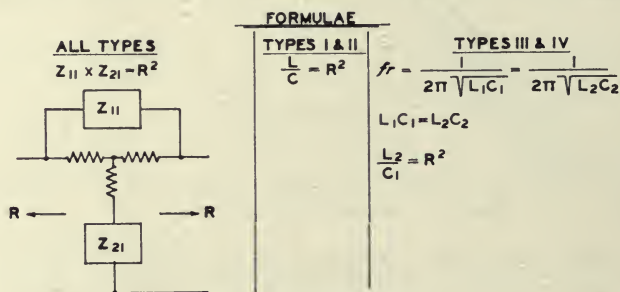 FORMULAE
ALL TYPES
Z11 x Z21 = R²
Z11
R
R
Z21
TYPES I & II
L/C = R²
TYPES III & IV
fr = 1/(2π√L1C1) = 1/(2π√L2C2)
L1C1 = L2C2
L2/C1 = R²